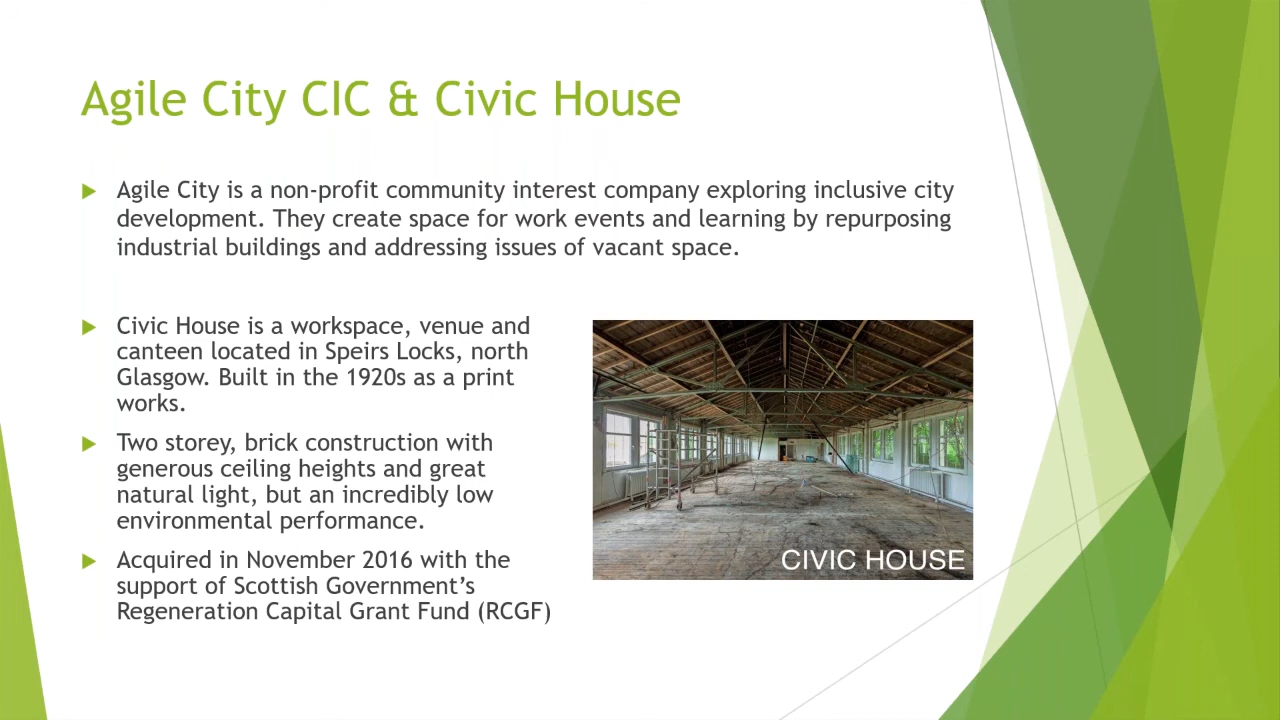 Agile City CIC & Civic House
Agile City is a non-profit community interest company exploring inclusive city
development. They create space for work events and learning by repurposing
industrial buildings and addressing issues of vacant space.
Civic House is a workspace, venue and
canteen located in Speirs Locks, north
Glasgow. Built in the 1920s as a print
works.
Two storey, brick construction with
generous ceiling heights and great
natural light, but an incredibly low
environmental performance.
Acquired in November 2016 with the
support of Scottish Government’s
Regeneration Capital Grant Fund (RCGF)
CIVIC HOUSE